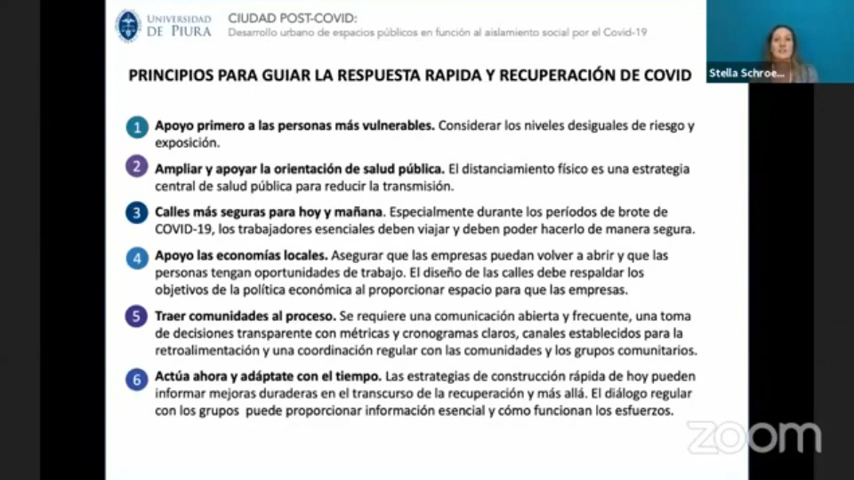 UNIVERSIDAD
DE PIURA
CIUDAD POST-COVID:
Desarrollo urbano de espacios públicos en función al aislamiento social por el Covid-19
Stella Schroe...
PRINCIPIOS PARA GUIAR LA RESPUESTA RAPIDA Y RECUPERACIÓN DE COVID
1 Apoyo primero a las personas más vulnerables. Considerar los niveles desiguales de riesgo y
exposición.
2 Ampliar y apoyar la orientación de salud pública. El distanciamiento físico es una estrategia
central de salud pública para reducir la transmisión.
3 Calles más seguras para hoy y mañana. Especialmente durante los períodos de brote de
COVID-19, los trabajadores esenciales deben viajar y deben poder hacerlo de manera segura.
4 Apoyo las economías locales. Asegurar que las empresas puedan volver a abrir y que las
personas tengan oportunidades de trabajo. El diseño de las calles debe respaldar los
objetivos de la política económica al proporcionar espacio para que las empresas.
5 Traer comunidades al proceso. Se requiere una comunicación abierta y frecuente, una toma
de decisiones transparente con métricas y cronogramas claros, canales establecidos para la
retroalimentación y una coordinación regular con las comunidades y los grupos comunitarios.
6 Actúa ahora y adáptate con el tiempo. Las estrategias de construcción rápida de hoy pueden
informar mejoras duraderas en el transcurso de la recuperación y más allá. El diálogo regular
con los grupos puede proporcionar información esencial y cómo funcionan los esfuerzos.
zoom